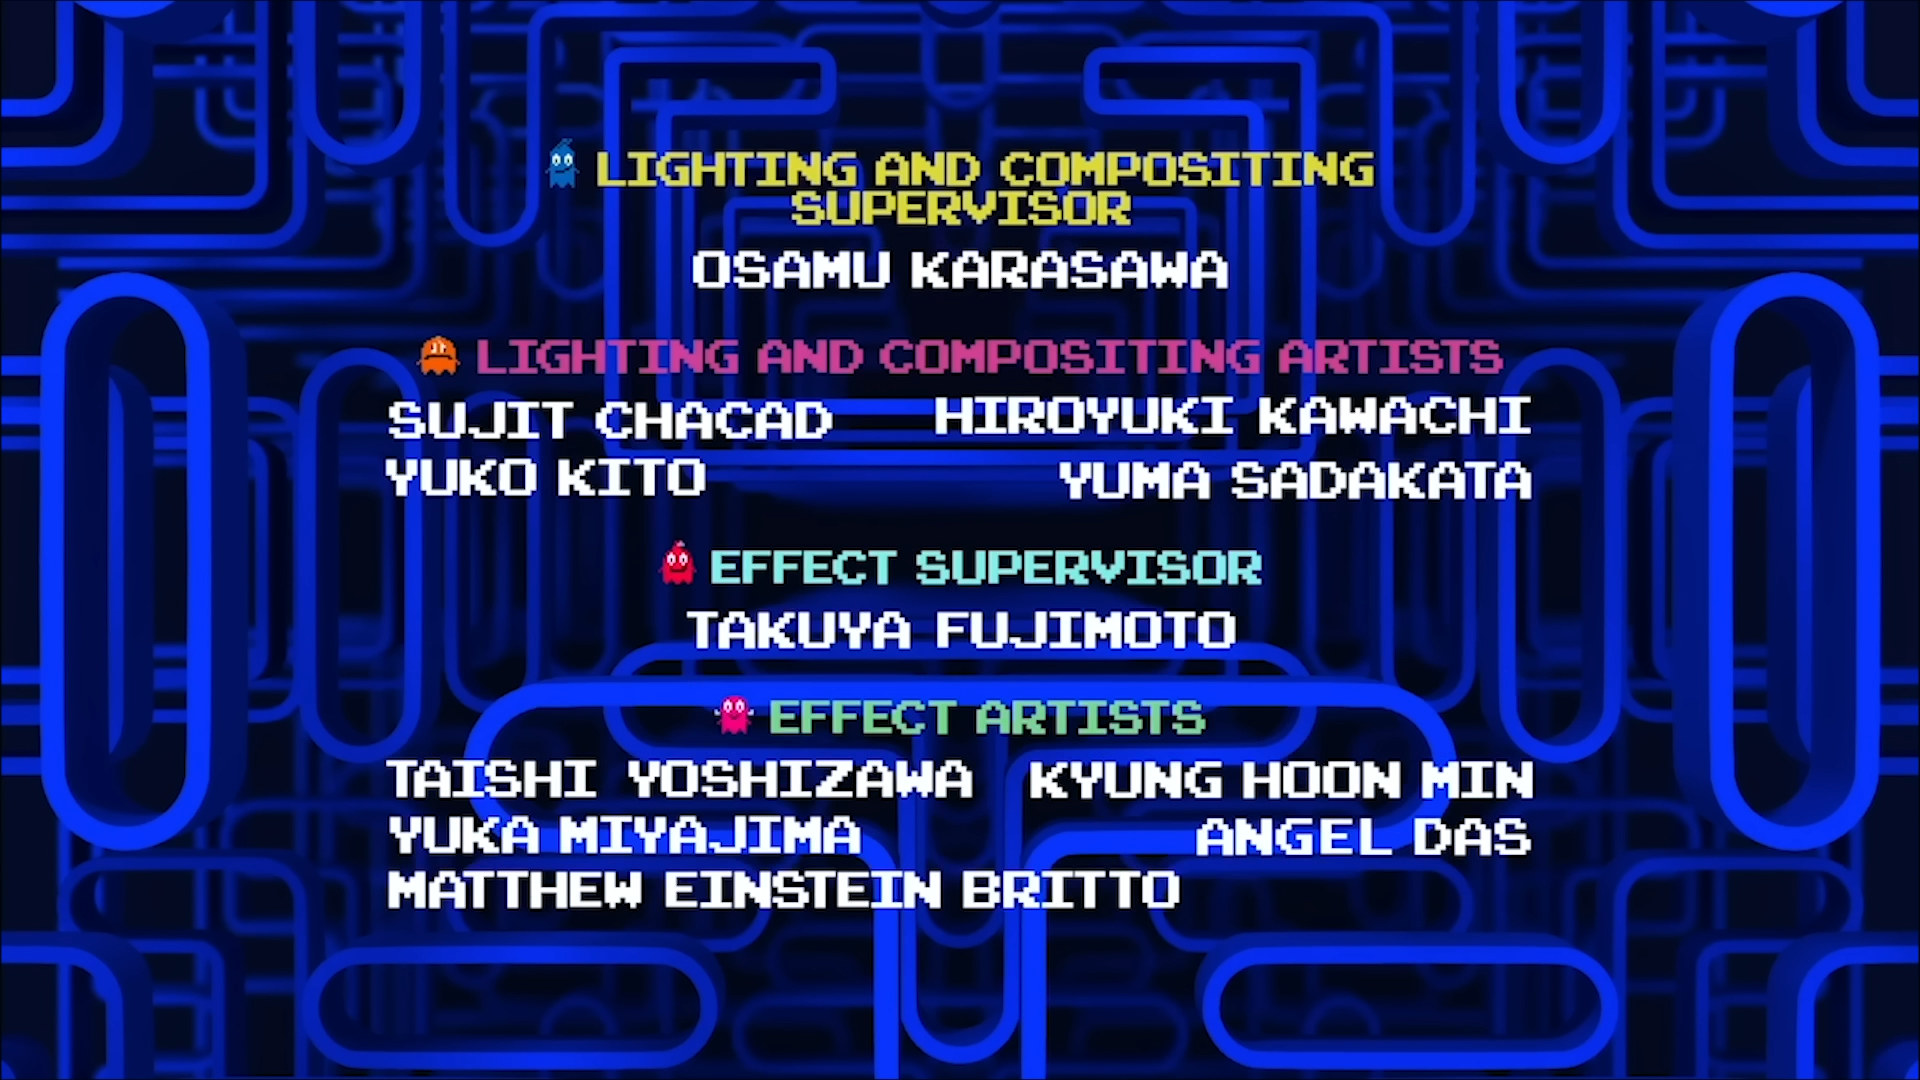 LIGHTING AND COMPOSITING
SUPERVISOR
OSAMU KARASAWA
LIGHTING AND COMPOSITING ARTISTS
SUJIT CHACAD HIROYUKI KAWACHI
YUKO KITO YUMA SADAKATA
EFFECT SUPERVISOR
TAKUYA FUJIMOTO
EFFECT ARTISTS
TAISHI YOSHIZAWA KYUNG HOON MIN
YUKA MIYAJIMA ANGEL DAS
MATTHEW EINSTEIN BRITTO